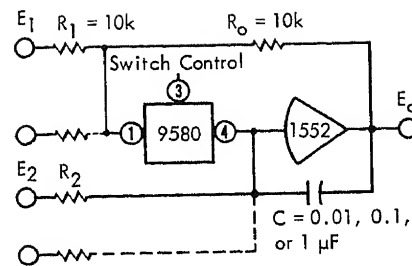 E1 R1 = 10k Ro = 10k
Switch Control
3
1 9580 4 1552
E2 R2
C = 0.01, 0.1,
or 1 μF